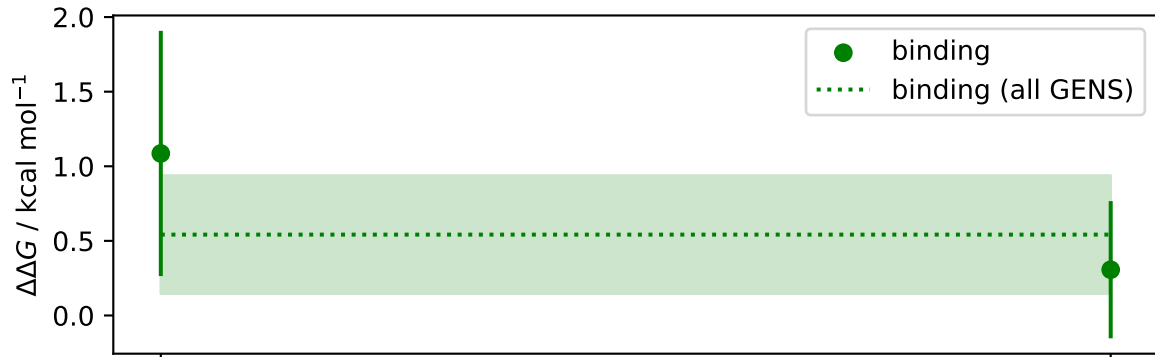 2.0
1.5
1.0
0.5
0.0
ΔΔG / kcal mol⁻¹
binding
binding (all GENS)